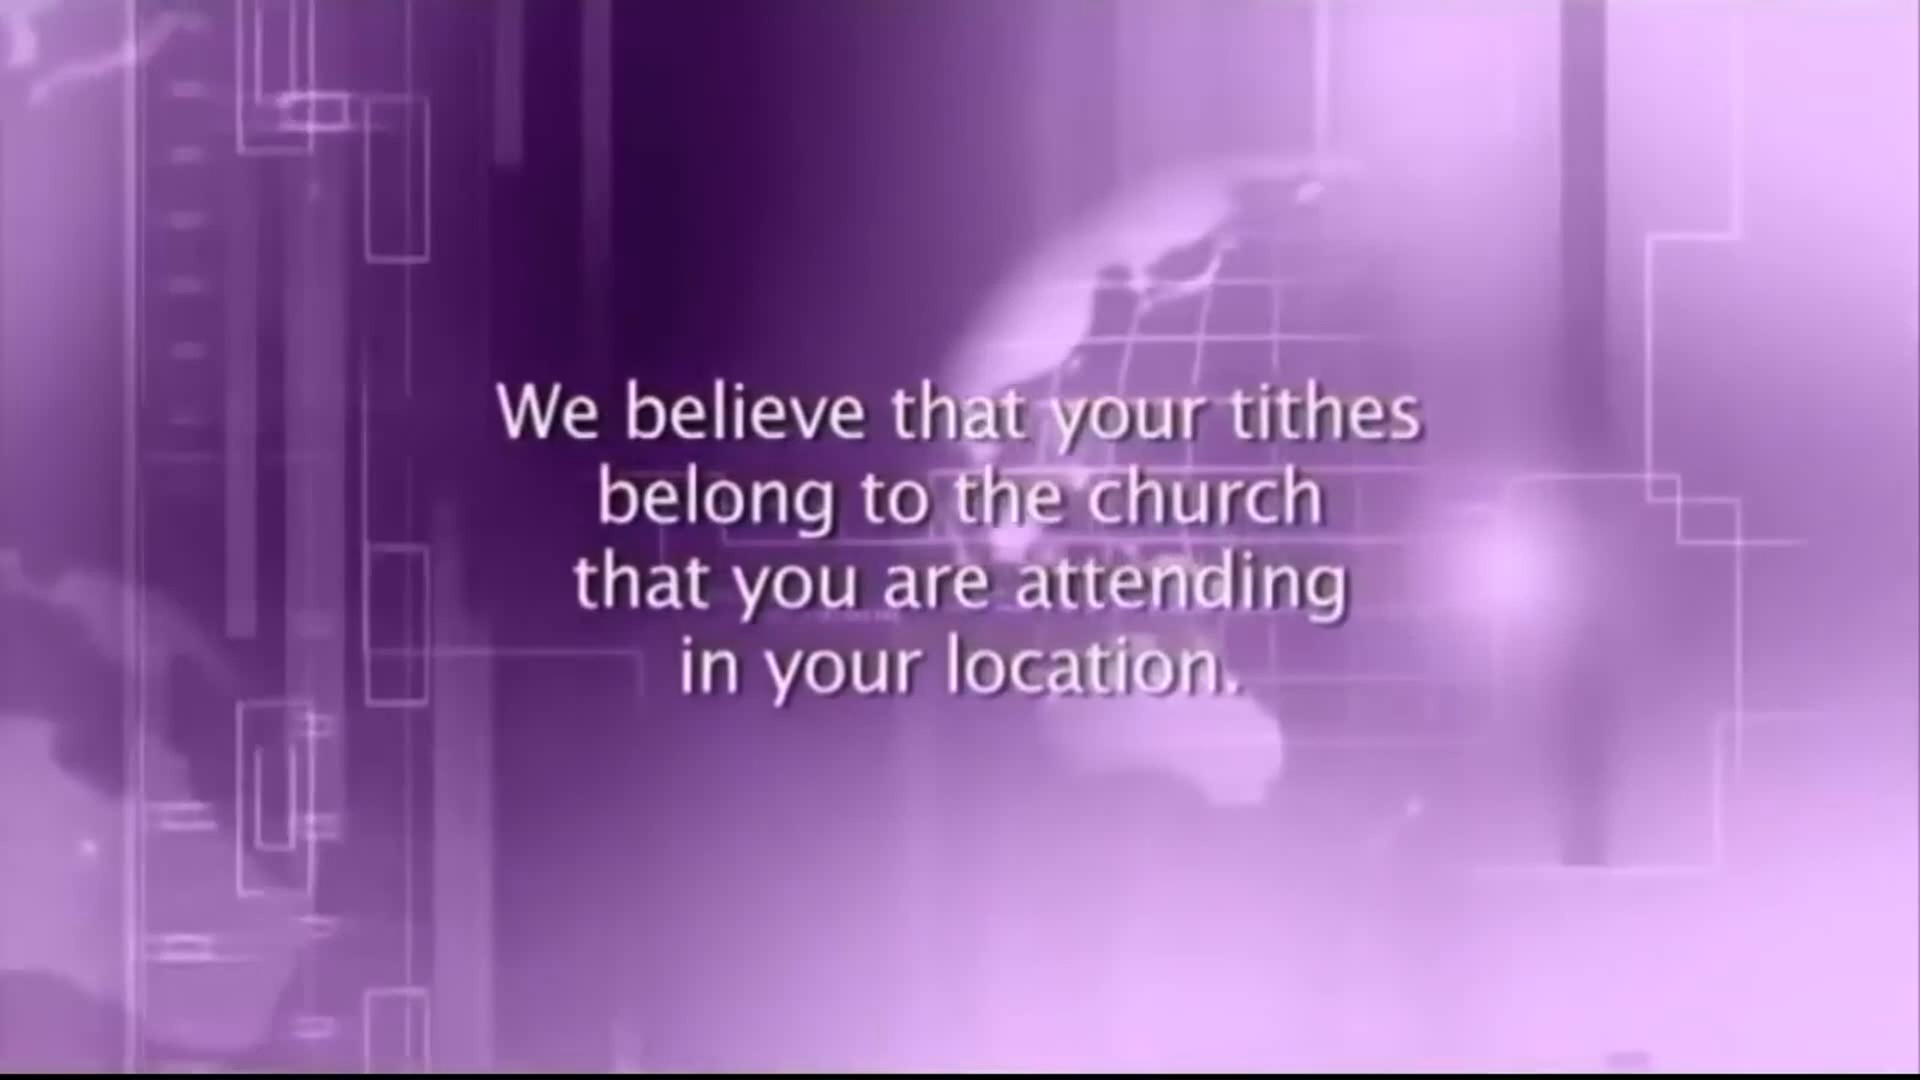 We believe that your tithes
belong to the church
that you are attending
in your location.